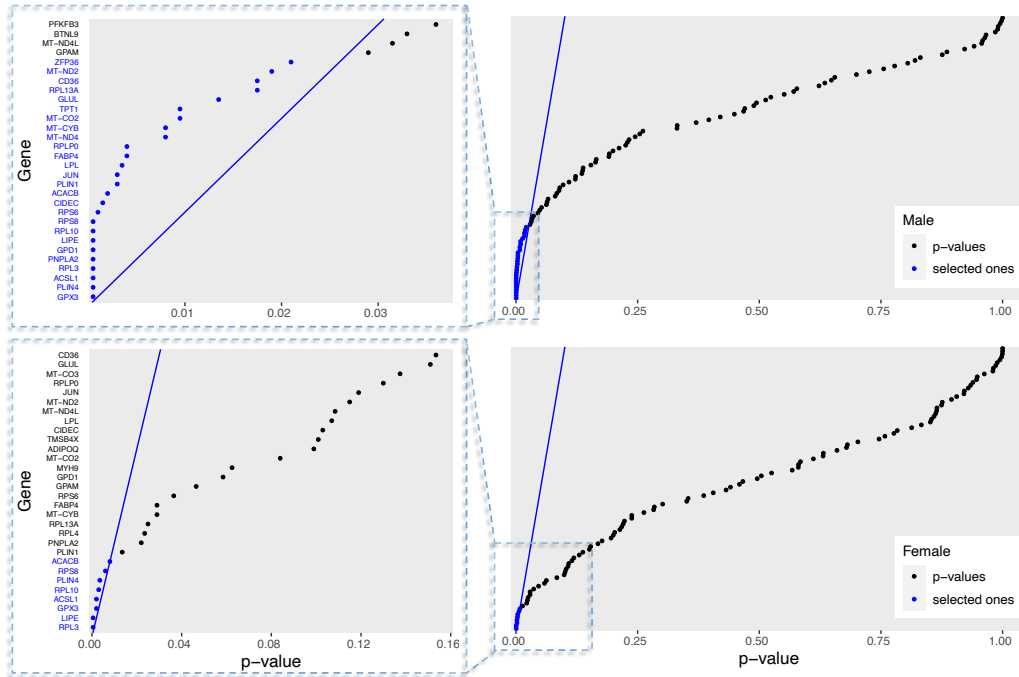 PFKFB3
BTNL9
MT−ND4L
GPAM
ZFP36
MT−ND2
CD36
RPL13A
GLUL
TPT1
MT−CO2
MT−CYB
MT−ND4
RPLP0
FABP4
LPL
JUN
PLIN1
ACACB
CIDEC
RPS6
RPS8
RPL10
LIPE
GPD1
PNPLA2
RPL3
ACSL1
PLIN4
GPX3
Gene
0.01 0.02 0.03
Male
p−values
selected ones
0.00 0.25 0.50 0.75 1.00
CD36
GLUL
MT−CO3
RPLP0
JUN
MT−ND2
MT−ND4L
LPL
CIDEC
TMSB4X
ADIPOQ
MT−CO2
MYH9
GPD1
GPAM
RPS6
FABP4
MT−CYB
RPL13A
RPL4
PNPLA2
PLIN1
ACACB
RPS8
PLIN4
RPL10
ACSL1
GPX3
LIPE
RPL3
Gene
0.00 0.04 0.08 0.12 0.16
p−value
Female
p−values
selected ones
0.00 0.25 0.50 0.75 1.00
p−value